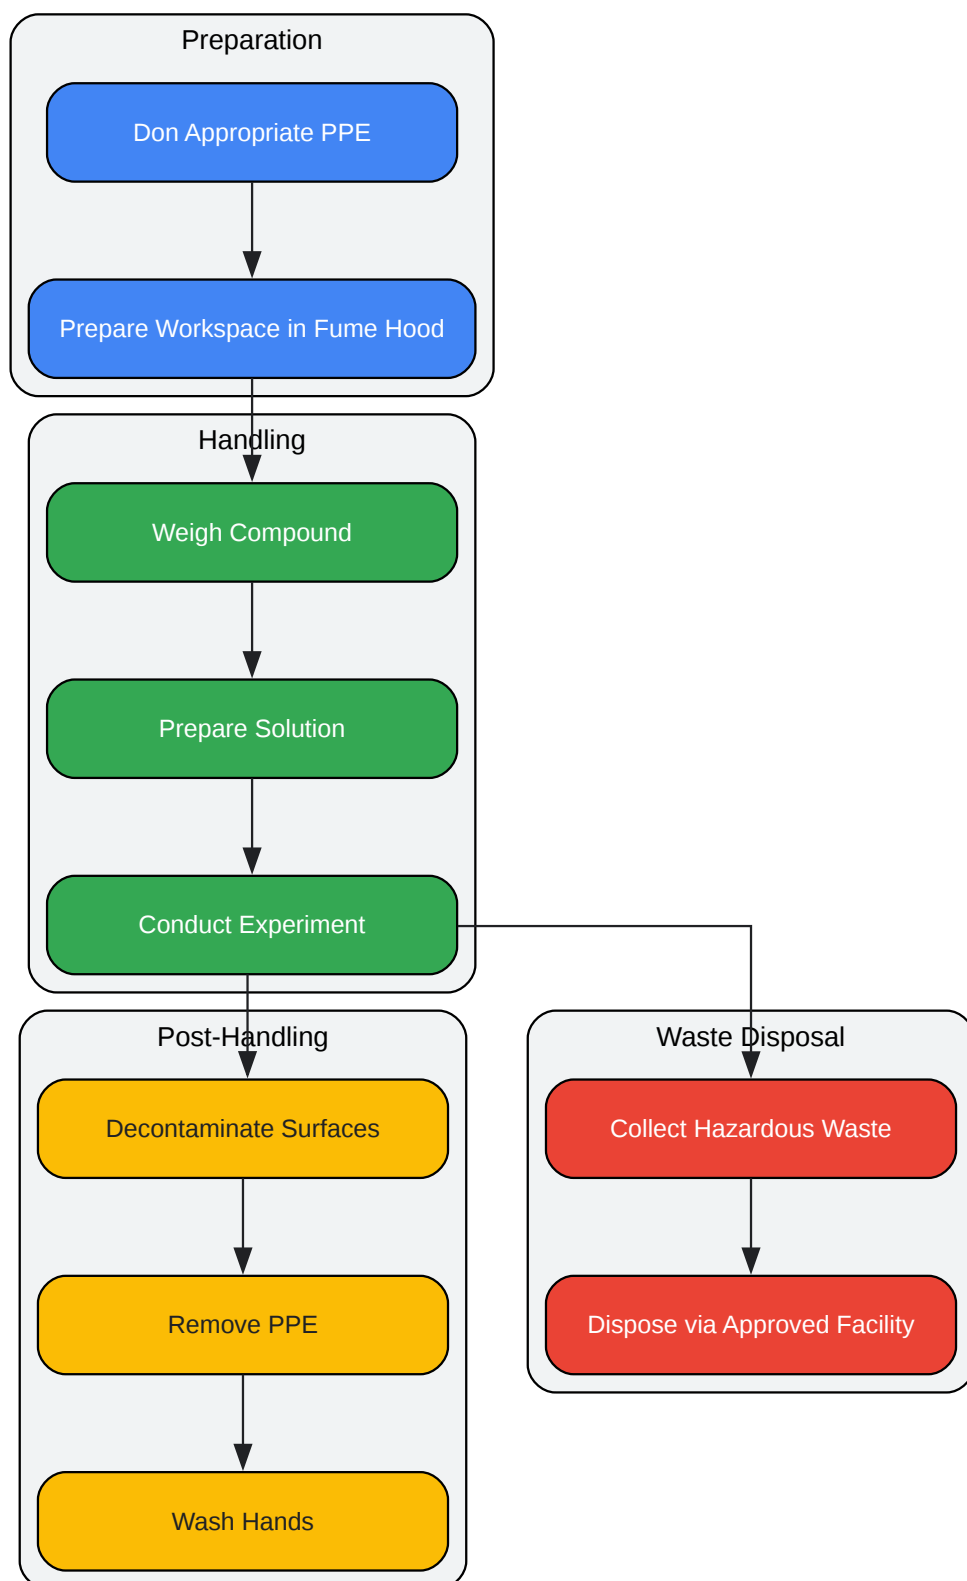 Preparation
Don Appropriate PPE
Prepare Workspace in Fume Hood
Handling
Weigh Compound
Prepare Solution
Conduct Experiment
Post-Handling
Decontaminate Surfaces
Remove PPE
Wash Hands
Waste Disposal
Collect Hazardous Waste
Dispose via Approved Facility